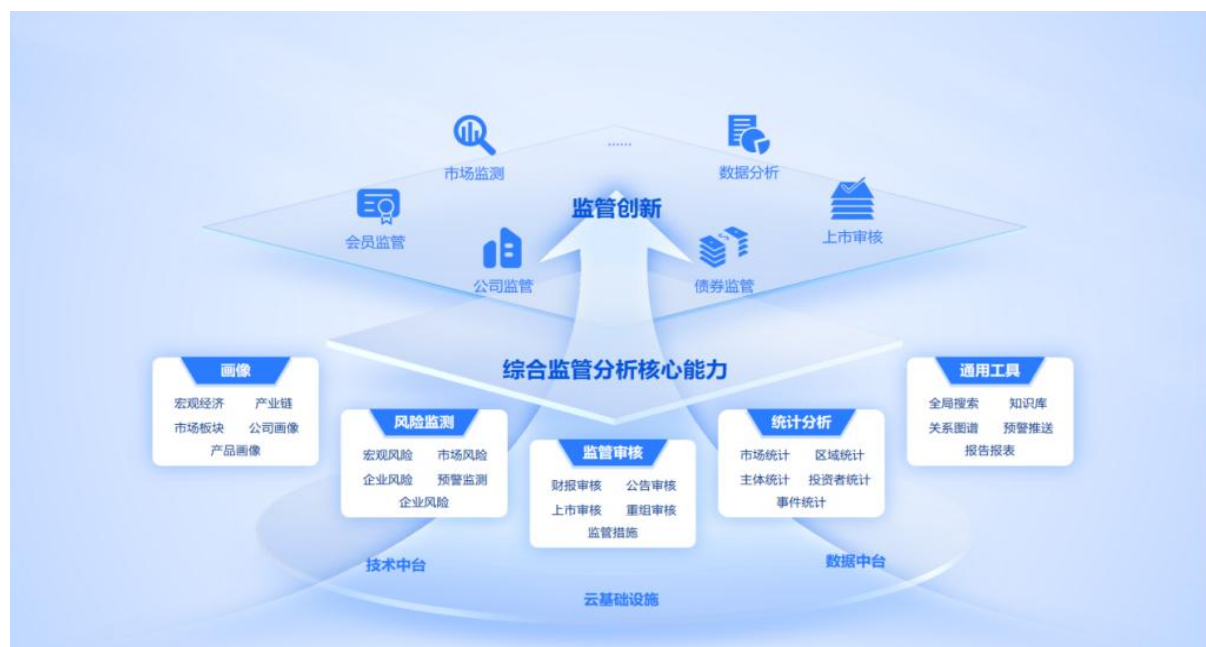 ......
市场监测
数据分析
监管创新
会员监管
上市审核
公司监管
债券监管
综合监管分析核心能力
画像
宏观经济 产业链
市场板块 公司画像
产品画像
风险监测
宏观风险 市场风险
企业风险 预警监测
企业风险
监管审核
财报审核 公告审核
上市审核 重组审核
监管措施
统计分析
市场统计 区域统计
主体统计 投资者统计
事件统计
通用工具
全局搜索 知识库
关系图谱 预警推送
报告报表
技术中台
数据中台
云基础设施